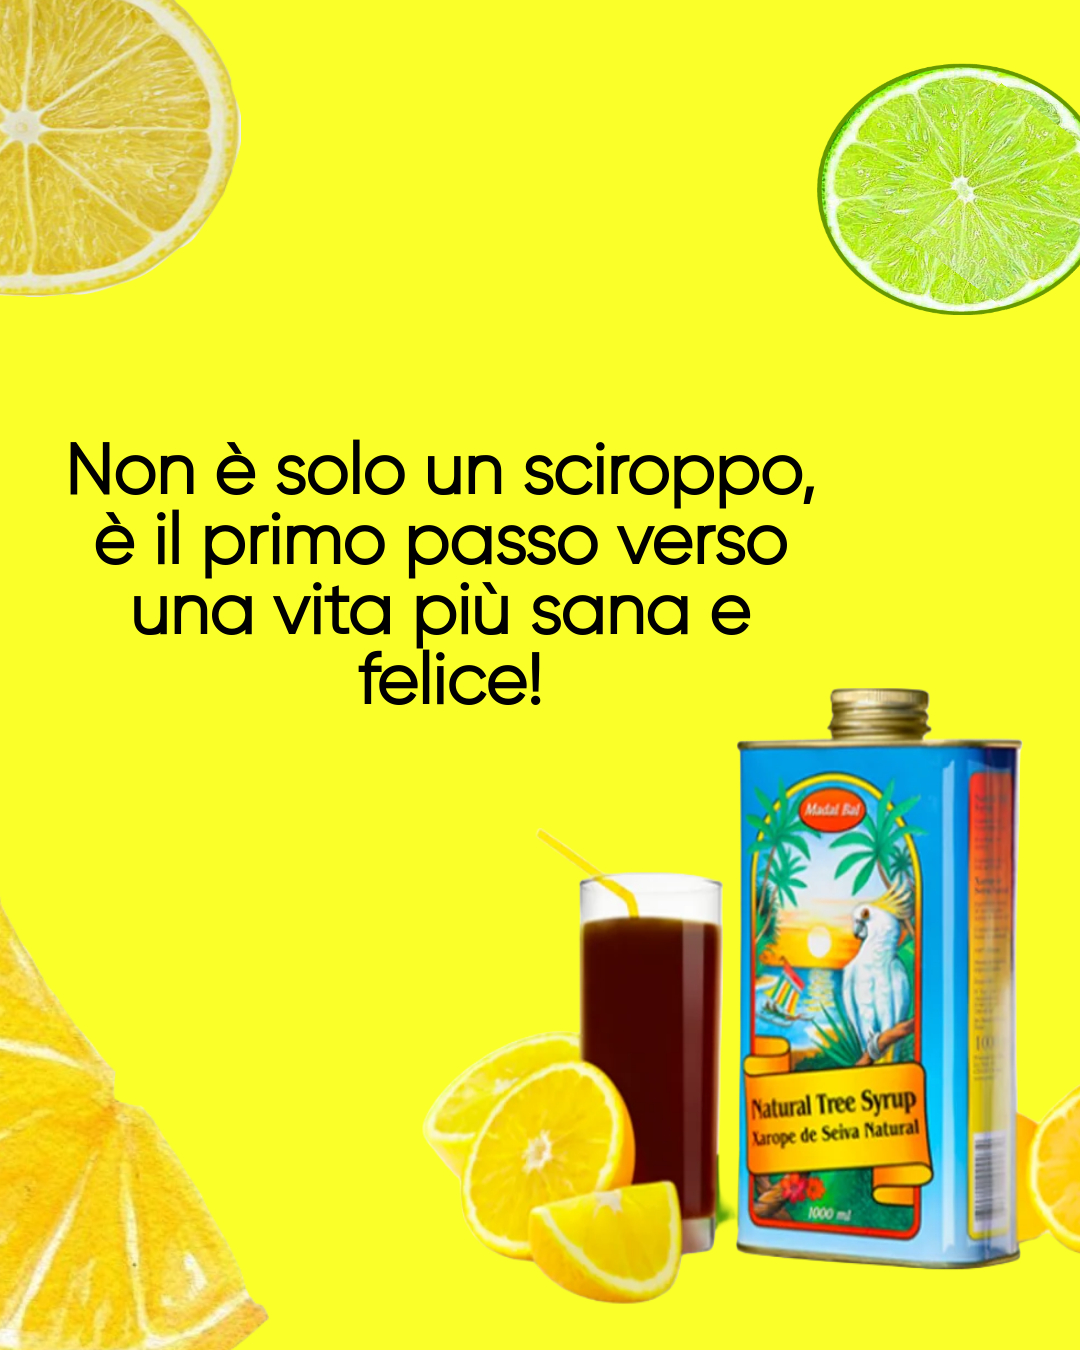 Non è solo un sciroppo,
è il primo passo verso
una vita più sana e
felice!
Madal Bal
Natural Tree Syrup
Xarope de Seiva Natural
1000 ml